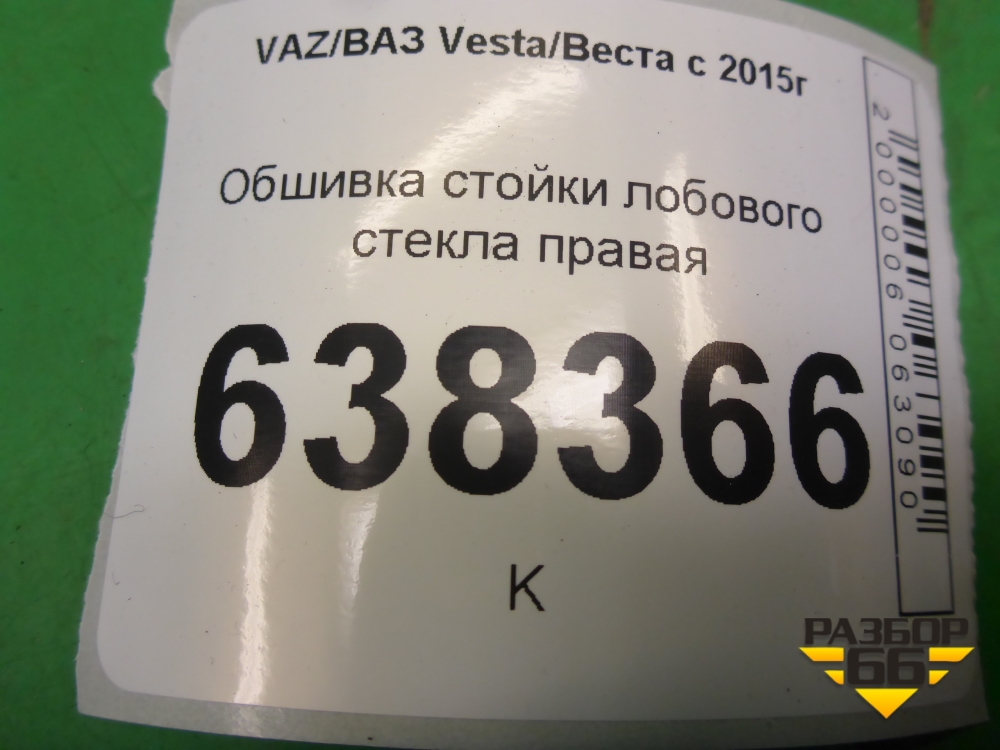 VAZ/ВАЗ Vesta/Веста с 2015г
Обшивка стойки лобового
стекла правая
638366
К
2000006063090
РАЗБОР
66